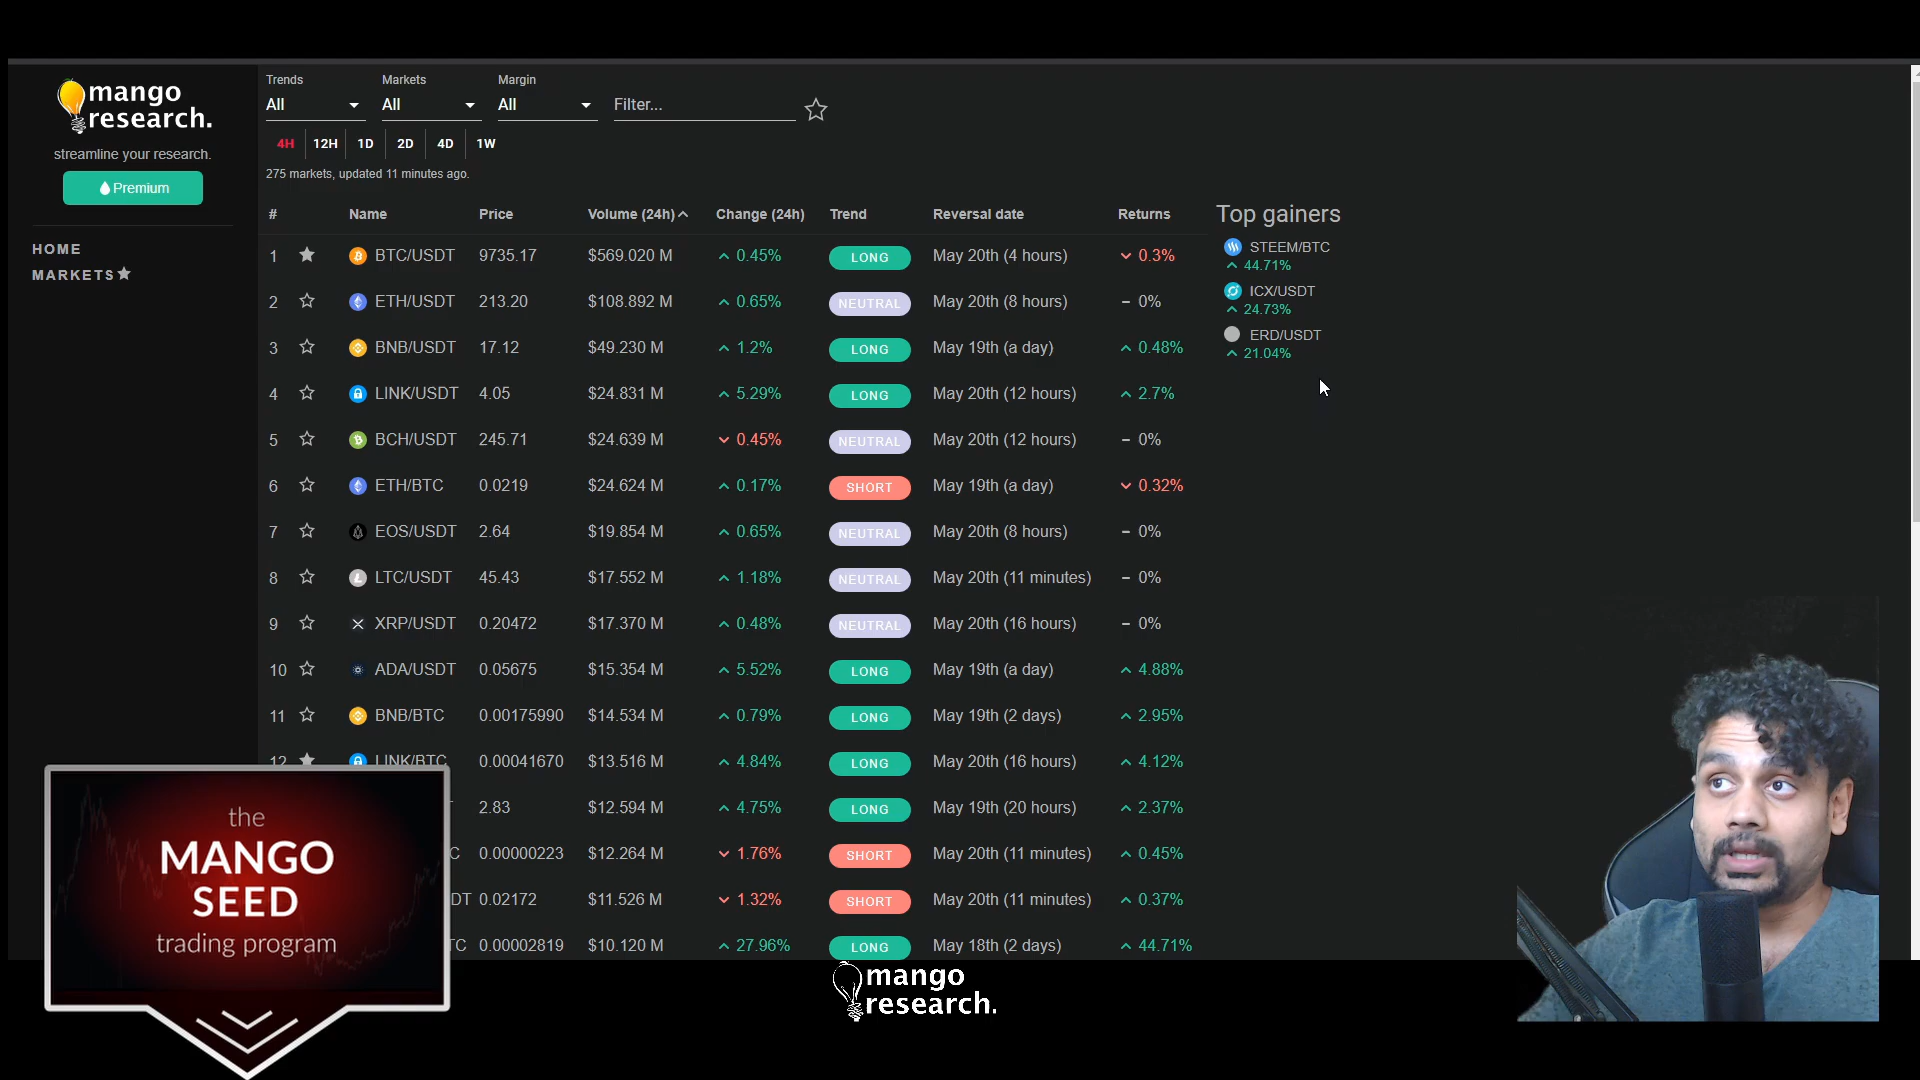 mango
research.
streamline your research.
Premium
HOME
MARKETS
Trends Markets Margin
All All All Filter...
4H 12H 1D 2D 4D 1W
275 markets, updated 11 minutes ago.
# Name Price Volume (24h) Change (24h) Trend Reversal date Returns
1 BTC/USDT 9735.17 $569.020 M 0.45% LONG May 20th (4 hours) 0.3%
2 ETH/USDT 213.20 $108.892 M 0.65% NEUTRAL May 20th (8 hours) - 0%
3 BNB/USDT 17.12 $49.230 M 1.2% LONG May 19th (a day) 0.48%
4 LINK/USDT 4.05 $24.831 M 5.29% LONG May 20th (12 hours) 2.7%
5 BCH/USDT 245.71 $24.639 M 0.45% NEUTRAL May 20th (12 hours) - 0%
6 ETH/BTC 0.0219 $24.624 M 0.17% SHORT May 19th (a day) 0.32%
7 EOS/USDT 2.64 $19.854 M 0.65% NEUTRAL May 20th (8 hours) - 0%
8 LTC/USDT 45.43 $17.552 M 1.18% NEUTRAL May 20th (11 minutes) - 0%
9 XRP/USDT 0.20472 $17.370 M 0.48% NEUTRAL May 20th (16 hours) - 0%
10 ADA/USDT 0.05675 $15.354 M 5.52% LONG May 19th (a day) 4.88%
11 BNB/BTC 0.00175990 $14.534 M 0.79% LONG May 19th (2 days) 2.95%
12 LINK/BTC 0.00041670 $13.516 M 4.84% LONG May 20th (16 hours) 4.12%
2.83 $12.594 M 4.75% LONG May 19th (20 hours) 2.37%
C 0.00000223 $12.264 M 1.76% SHORT May 20th (11 minutes) 0.45%
DT 0.02172 $11.526 M 1.32% SHORT May 20th (11 minutes) 0.37%
TC 0.00002819 $10.120 M 27.96% LONG May 18th (2 days) 44.71%
Top gainers
STEEM/BTC
44.71%
ICX/USDT
24.73%
ERD/USDT
21.04%
the
MANGO
SEED
trading program
mango
research.